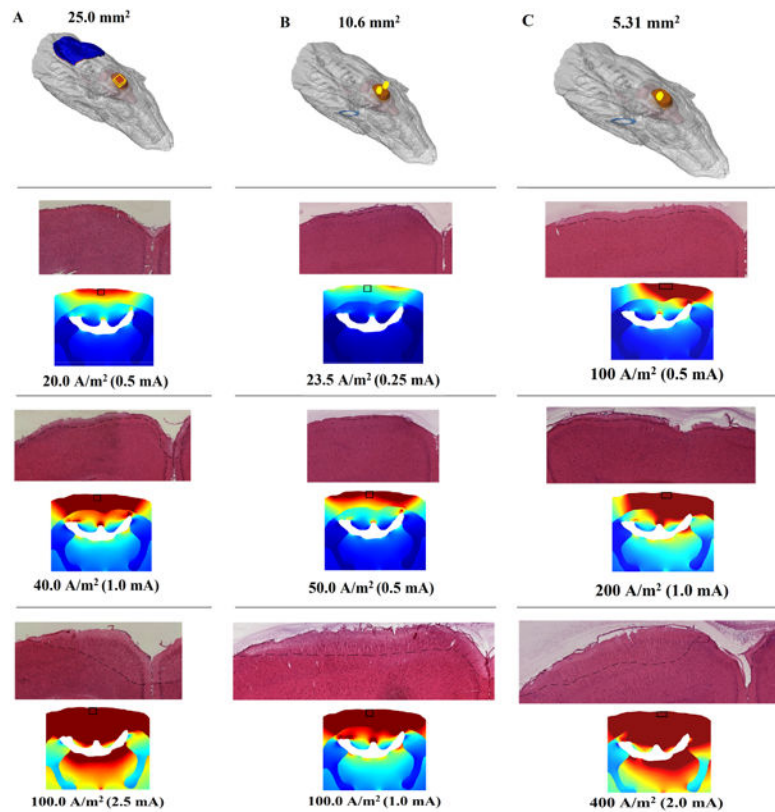 A
25.0 mm²
B
10.6 mm²
C
5.31 mm²
20.0 A/m² (0.5 mA)
23.5 A/m² (0.25 mA)
100 A/m² (0.5 mA)
40.0 A/m² (1.0 mA)
50.0 A/m² (0.5 mA)
200 A/m² (1.0 mA)
100.0 A/m² (2.5 mA)
100.0 A/m² (1.0 mA)
400 A/m² (2.0 mA)